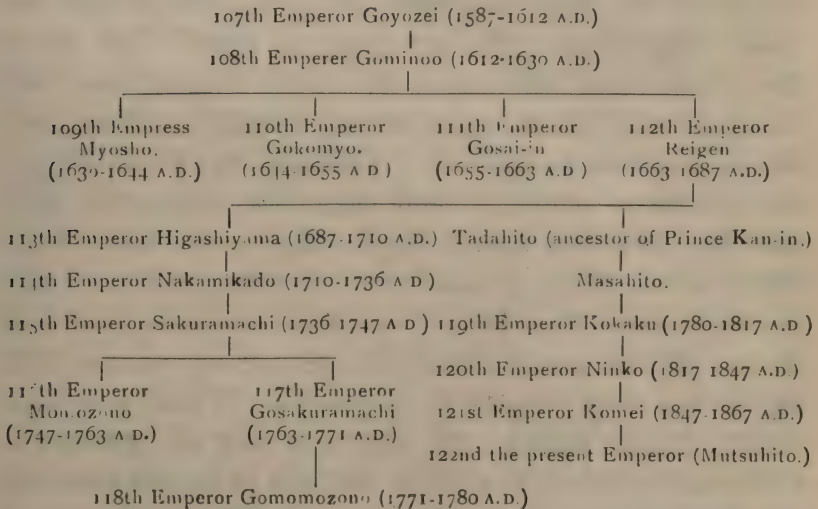 107th Emperor Goyozei (1587-1612 A.D.)
108th Emperer Gominoo (1612-1630 A.D.)
109th Empress
Myosho.
(1630-1644 A.D.)
110th Emperor
Gokomyo.
(1644-1655 A D)
111th Emperor
Gosai-in
(1655-1663 A.D)
112th Emperor
Reigen
(1663 1687 A.D.)
113th Emperor Higashiyama (1687-1710 A.D.) Tadahito (ancestor of Prince Kan-in.)
114th Emperor Nakamikado (1710-1736 A D) Masahito.
115th Emperor Sakuramachi (1736 1747 A D) 119th Emperor Kokaku (1780-1817 A.D)
116th Emperor
Momozono
(1747-1763 A D.)
117th Emperor
Gosakuramachi
(1763-1771 A.D.)
120th Emperor Ninko (1817 1847 A.D.)
121st Emperor Komei (1847-1867 A.D.)
122nd the present Emperor (Mutsuhito.)
118th Emperor Gomomozono (1771-1780 A.D.)